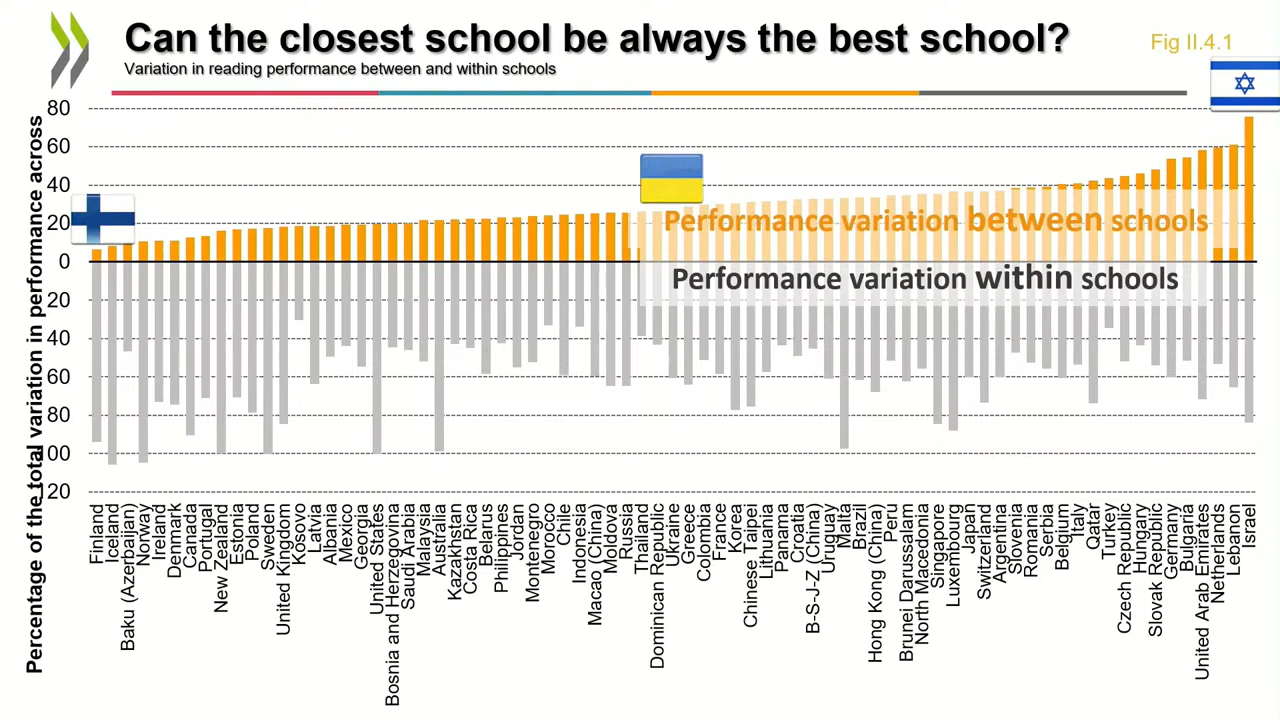 Can the closest school be always the best school?
Fig II.4.1
Variation in reading performance between and within schools
Percentage of the total variation in performance across
80
60
40
20
0
20
40
60
80
100
120
Performance variation between schools
Performance variation within schools
Finland
Iceland
Baku (Azerbaijan)
Norway
Ireland
Denmark
Canada
Portugal
New Zealand
Estonia
Poland
Sweden
United Kingdom
Kosovo
Latvia
Albania
Mexico
Georgia
United States
Bosnia and Herzegovina
Saudi Arabia
Malaysia
Australia
Kazakhstan
Costa Rica
Belarus
Philippines
Jordan
Montenegro
Morocco
Chile
Indonesia
Macao (China)
Moldova
Russia
Thailand
Dominican Republic
Ukraine
Greece
Colombia
France
Korea
Chinese Taipei
Lithuania
Panama
Croatia
B-S-J-Z (China)
Uruguay
Malta
Brazil
Hong Kong (China)
Peru
Brunei Darussalam
North Macedonia
Singapore
Luxembourg
Japan
Switzerland
Argentina
Slovenia
Romania
Serbia
Belgium
Italy
Qatar
Turkey
Czech Republic
Hungary
Slovak Republic
Germany
Bulgaria
United Arab Emirates
Netherlands
Lebanon
Israel